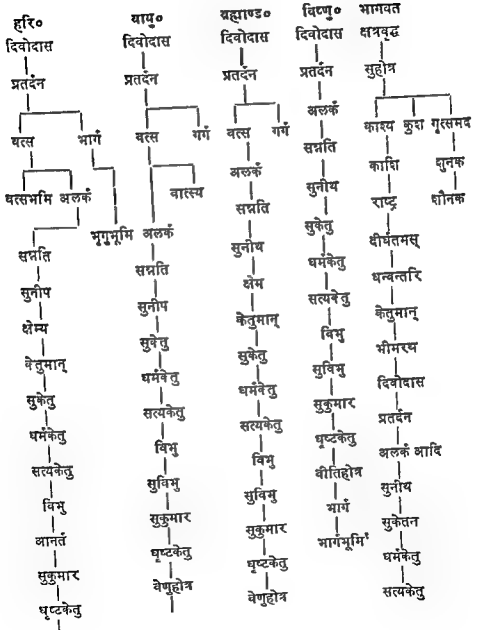 हरि०
दिवोदास
प्रतर्दन
वत्स भार्ग
वत्सभमि अलर्क
भृगुभूमि
सन्नति
सुनीप
क्षेम्य
केतुमान्
सुकेतु
धर्मकेतु
सत्यकेतु
विभु
आनर्त
सुकुमार
धृष्टकेतु
वायु०
दिवोदास
प्रतर्दन
वत्स गर्ग
वात्स्य
अलर्क
सन्नति
सुनीप
सुकेतु
धर्मकेतु
सत्यकेतु
विभु
सुविभु
सुकुमार
धृष्टकेतु
वेणुहोत्र
ब्रह्माण्ड०
दिवोदास
प्रतर्दन
वत्स गर्ग
अलर्क
सन्नति
सुनीथ
क्षेम
केतुमान्
सुकेतु
धर्मकेतु
सत्यकेतु
विभु
सुविभु
सुकुमार
धृष्टकेतु
वेणुहोत्र
विष्णु०
दिवोदास
प्रतर्दन
अलर्क
सन्नति
सुनीथ
सुकेतु
धर्मकेतु
सत्यकेतु
विभु
सुविभु
सुकुमार
धृष्टकेतु
वीतिहोत्र
भार्ग
भार्गभूमि
भागवत
क्षत्रवृद्ध
सुहोत्र
काश्य कुश गृत्समद
काशि शुनक
राष्ट्र शौनक
दीर्घतमस्
धन्वन्तरि
केतुमान्
भीमरथ
दिवोदास
प्रतर्दन
अलर्क आदि
सुनीथ
सुकेतन
धर्मकेतु
सत्यकेतु